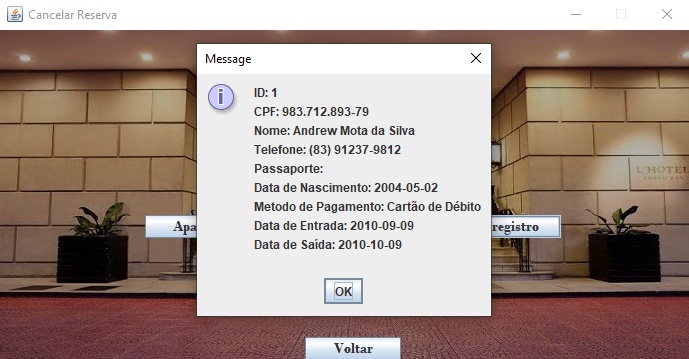 Cancelar Reserva
Message
ID: 1
CPF: 983.712.893-79
Nome: Andrew Mota da Silva
Telefone: (83) 91237-9812
Passaporte:
Data de Nascimento: 2004-05-02
Metodo de Pagamento: Cartão de Débito
Data de Entrada: 2010-09-09
Data de Saída: 2010-10-09
OK
L'HOTEL
PORTO BAY
Apa
registro
Voltar